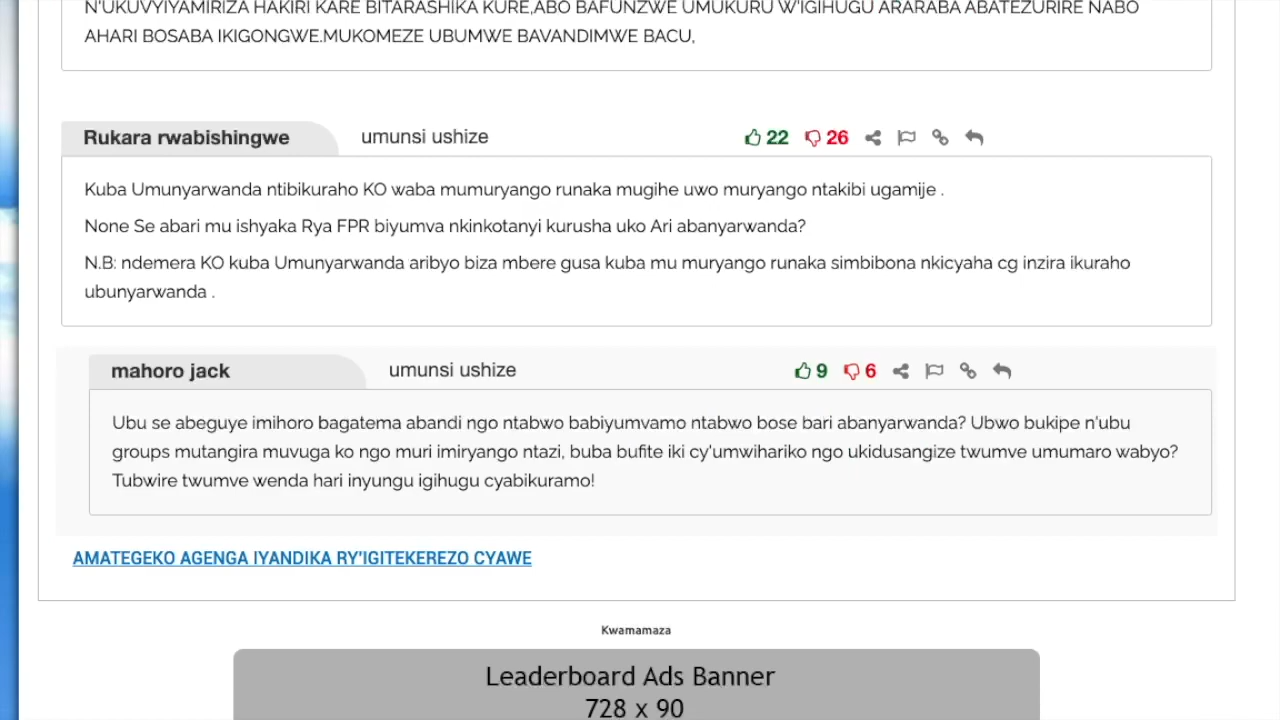 N'UKUVYIYAMIRIZA HAKIRI KARE BITARASHIKA KURE,ABO BAFUNZWE UMUKURU W'IGIHUGU ARARABA ABATEZURIRE NABO
AHARI BOSABA IKIGONGWE.MUKOMEZE UBUMWE BAVANDIMWE BACU,
Rukara rwabishingwe umunsi ushize 22 26
Kuba Umunyarwanda ntibikuraho KO waba mumuryango runaka mugihe uwo muryango ntakibi ugamije .
None Se abari mu ishyaka Rya FPR biyumva nkinkotanyi kurusha uko Ari abanyarwanda?
N.B: ndemera KO kuba Umunyarwanda aribyo biza mbere gusa kuba mu muryango runaka simbibona nkicyaha cg inzira ikuraho
ubunyarwanda .
mahoro jack umunsi ushize 9 6
Ubu se abeguye imihoro bagatema abandi ngo ntabwo babiyumvamo ntabwo bose bari abanyarwanda? Ubwo bukipe n'ubu
groups mutangira muvuga ko ngo muri imiryango ntazi, buba bufite iki cy'umwihariko ngo ukidusangize twumve umumaro wabyo?
Tubwire twumve wenda hari inyungu igihugu cyabikuramo!
AMATEGEKO AGENGA IYANDIKA RY'IGITEKEREZO CYAWE
Kwamamaza
Leaderboard Ads Banner
728 x 90